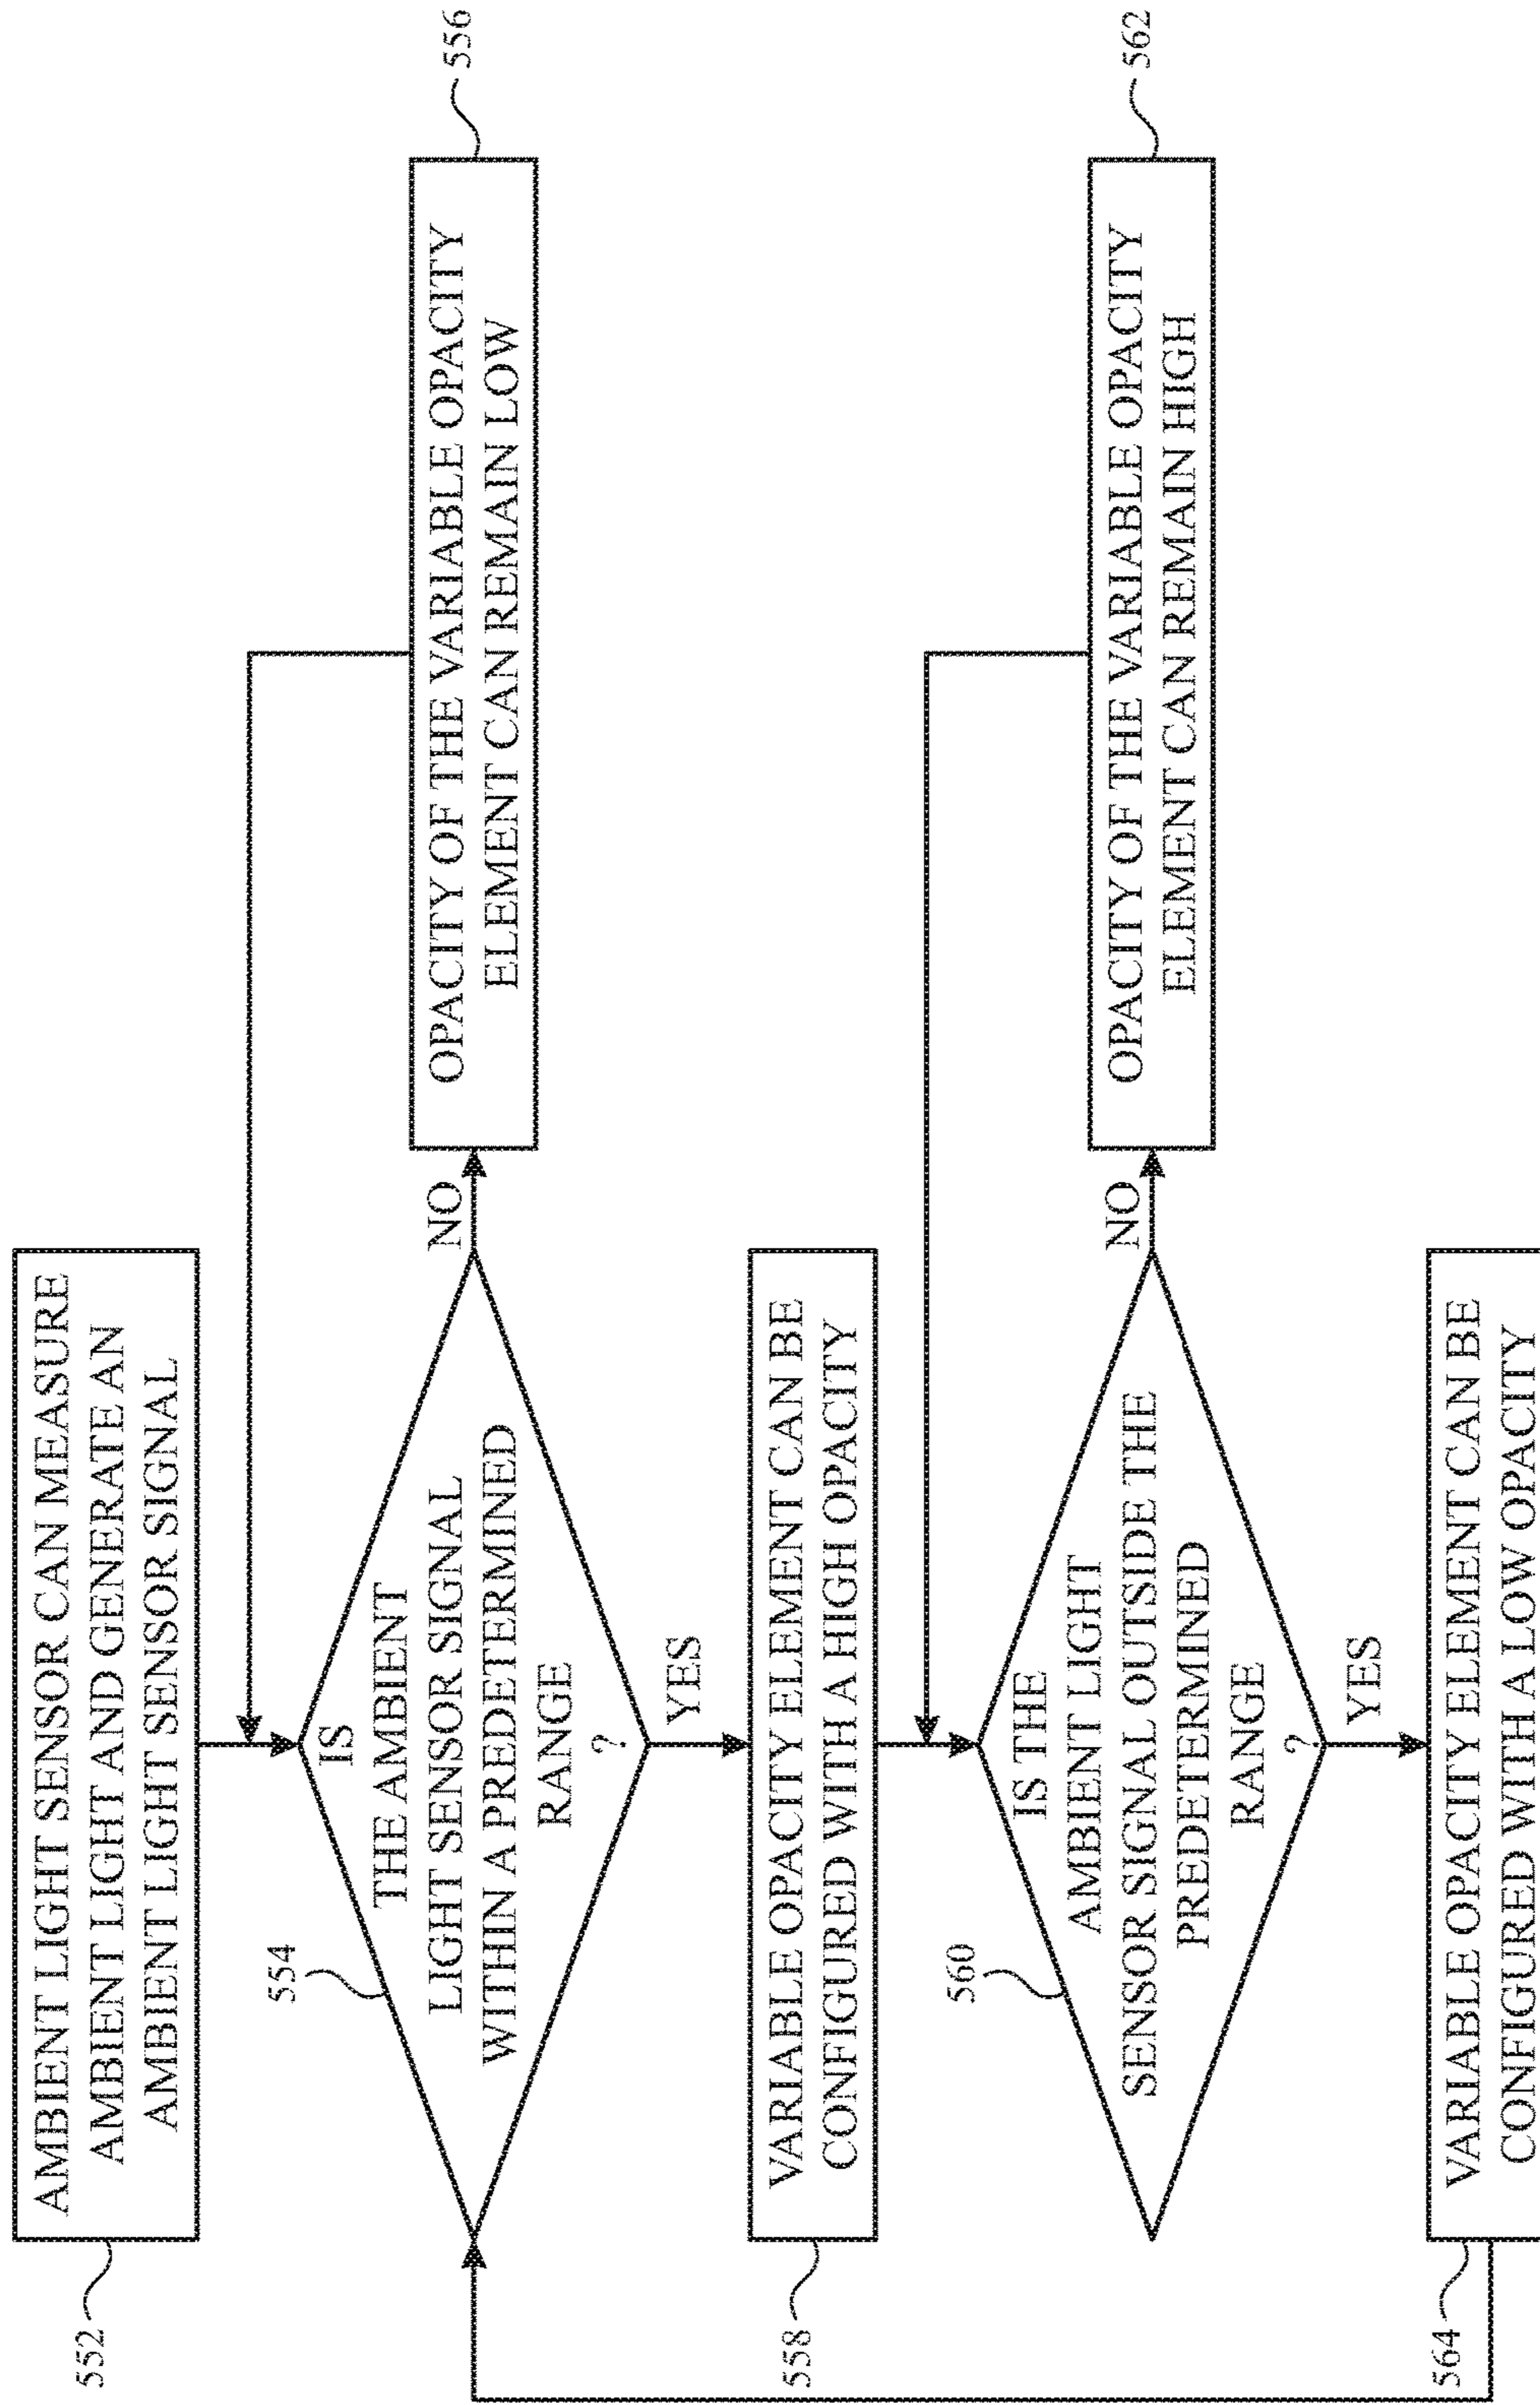 552
AMBIENT LIGHT SENSOR CAN MEASURE
AMBIENT LIGHT AND GENERATE AN
AMBIENT LIGHT SENSOR SIGNAL
554
IS
THE AMBIENT
LIGHT SENSOR SIGNAL
WITHIN A PREDETERMINED
RANGE
?
NO
OPACITY OF THE VARIABLE OPACITY
ELEMENT CAN REMAIN LOW
556
YES
558
VARIABLE OPACITY ELEMENT CAN BE
CONFIGURED WITH A HIGH OPACITY
560
IS THE
AMBIENT LIGHT
SENSOR SIGNAL OUTSIDE THE
PREDETERMINED
RANGE
?
NO
OPACITY OF THE VARIABLE OPACITY
ELEMENT CAN REMAIN HIGH
562
YES
564
VARIABLE OPACITY ELEMENT CAN BE
CONFIGURED WITH A LOW OPACITY